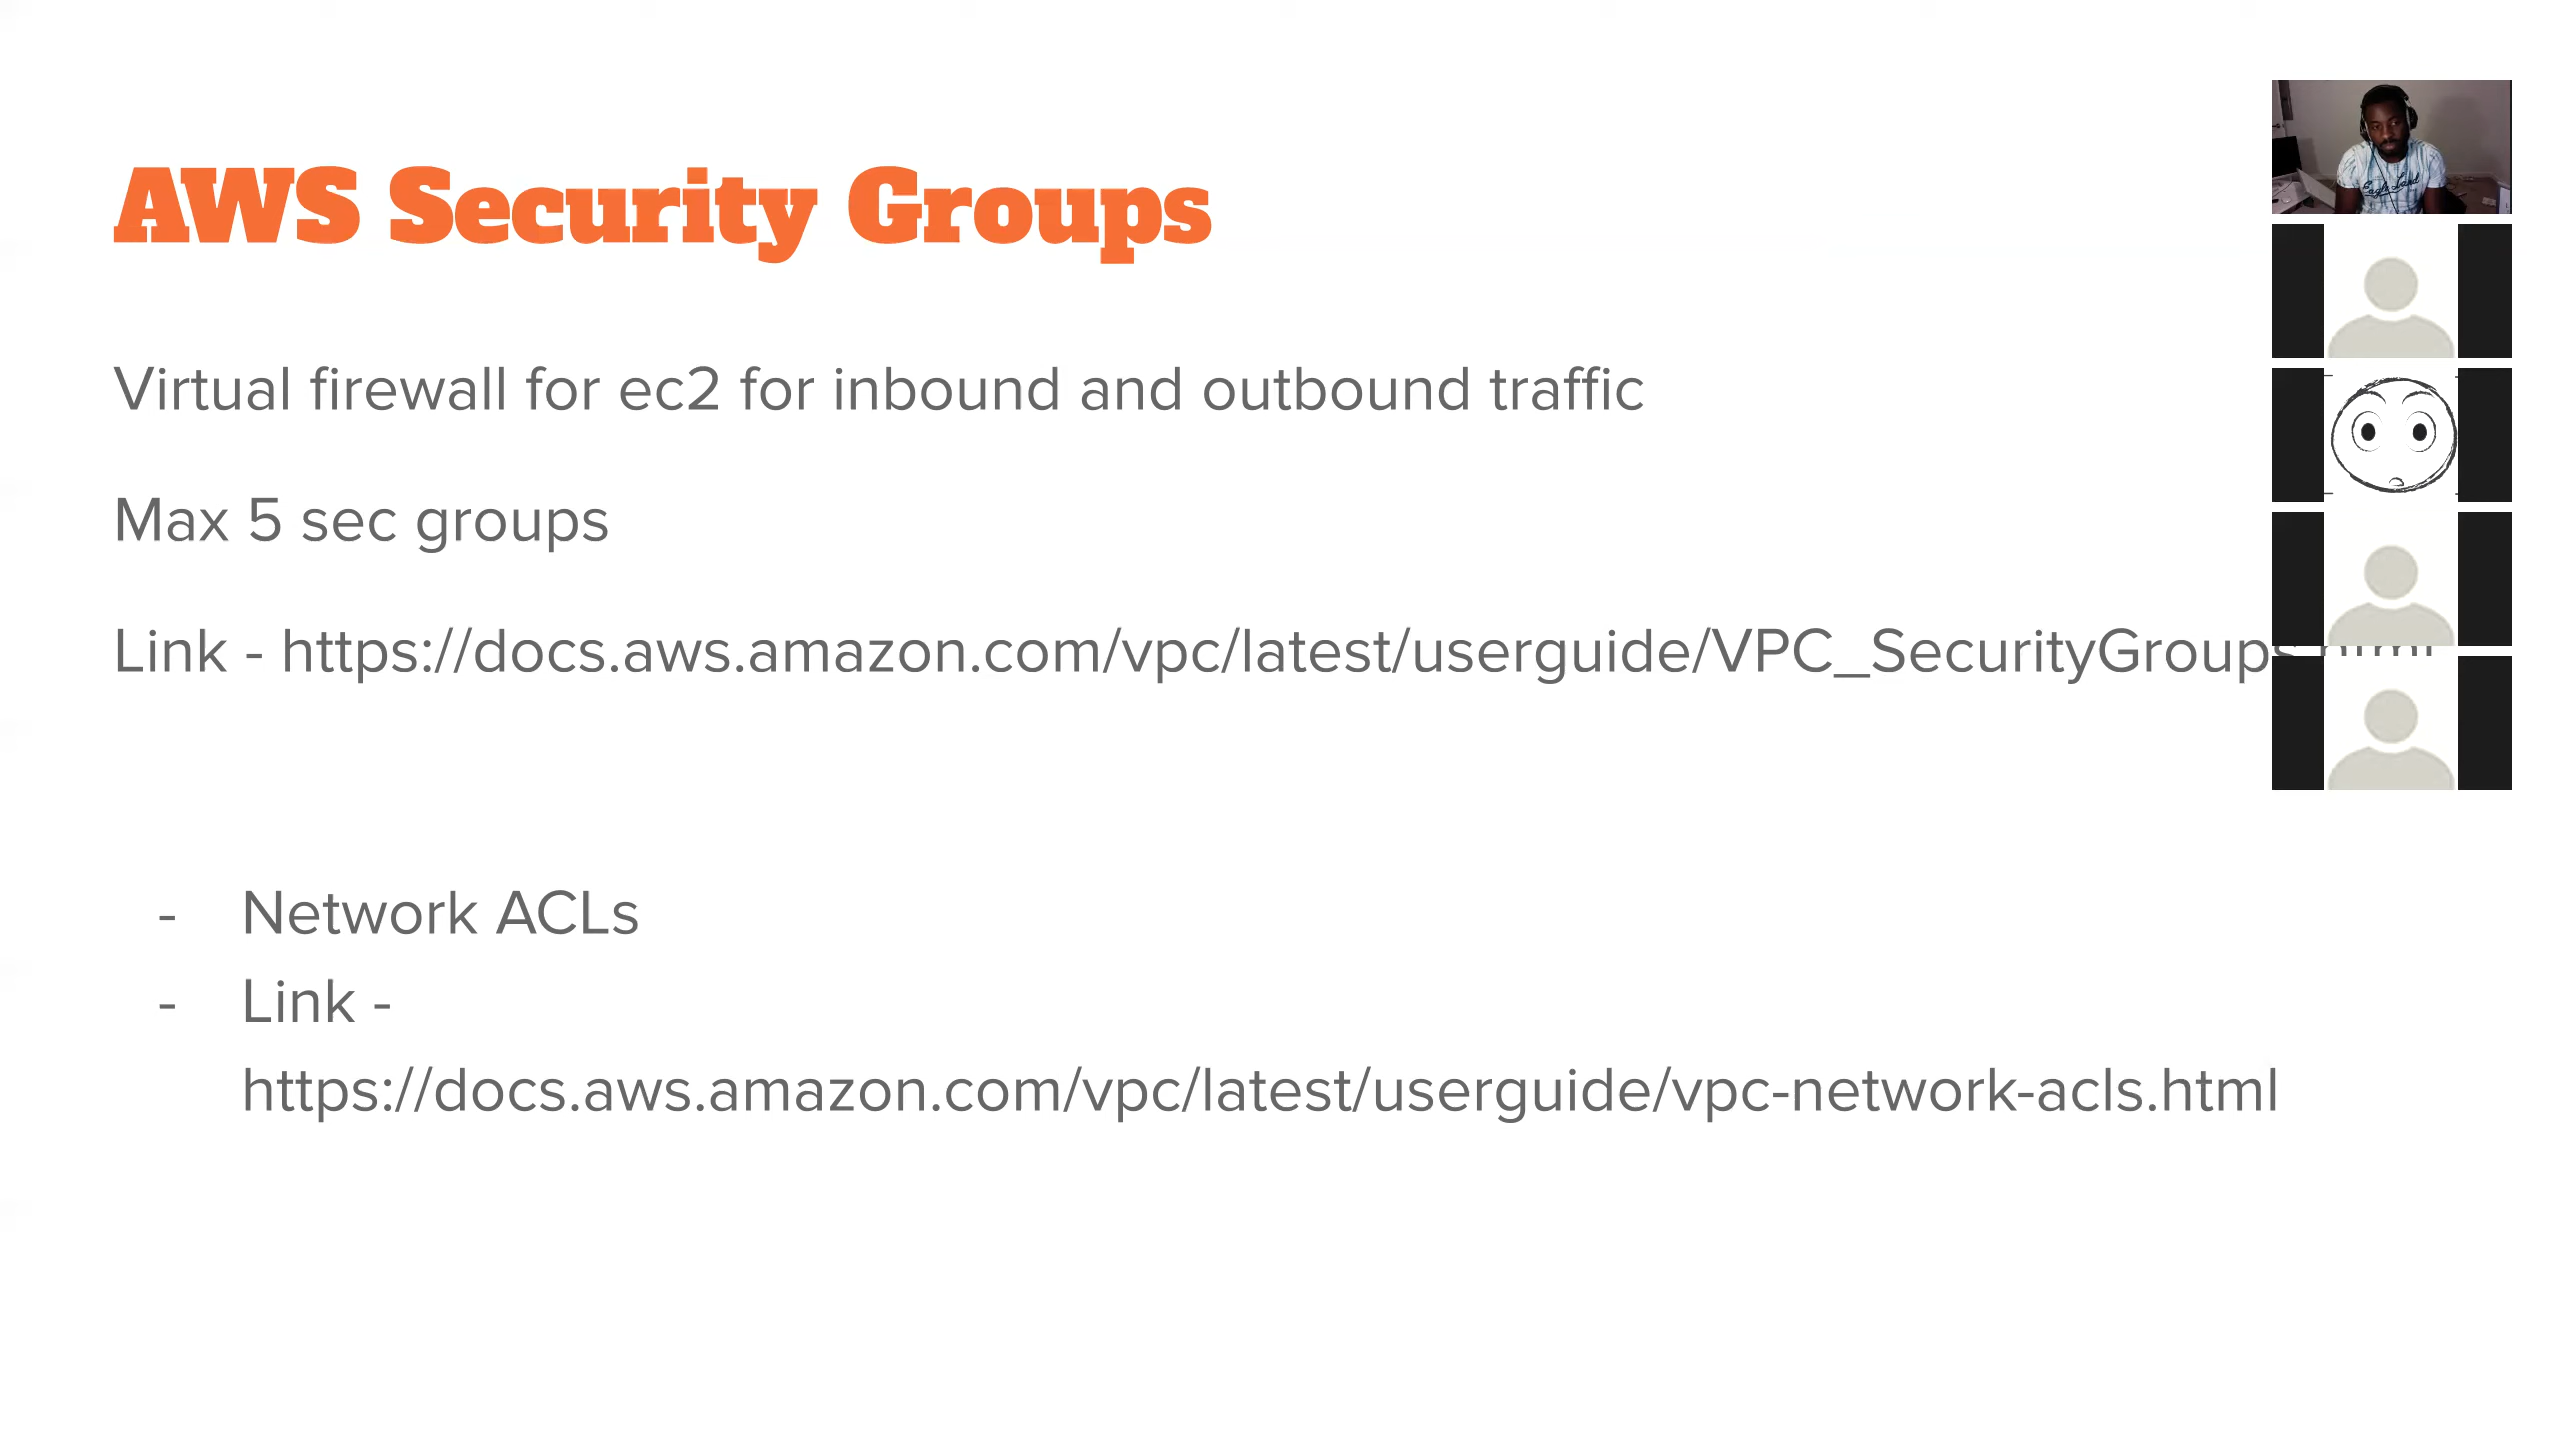 AWS Security Groups
Virtual firewall for ec2 for inbound and outbound traffic
Max 5 sec groups
Link - https://docs.aws.amazon.com/vpc/latest/userguide/VPC_SecurityGroups.html
- Network ACLs
- Link -
https://docs.aws.amazon.com/vpc/latest/userguide/vpc-network-acls.html